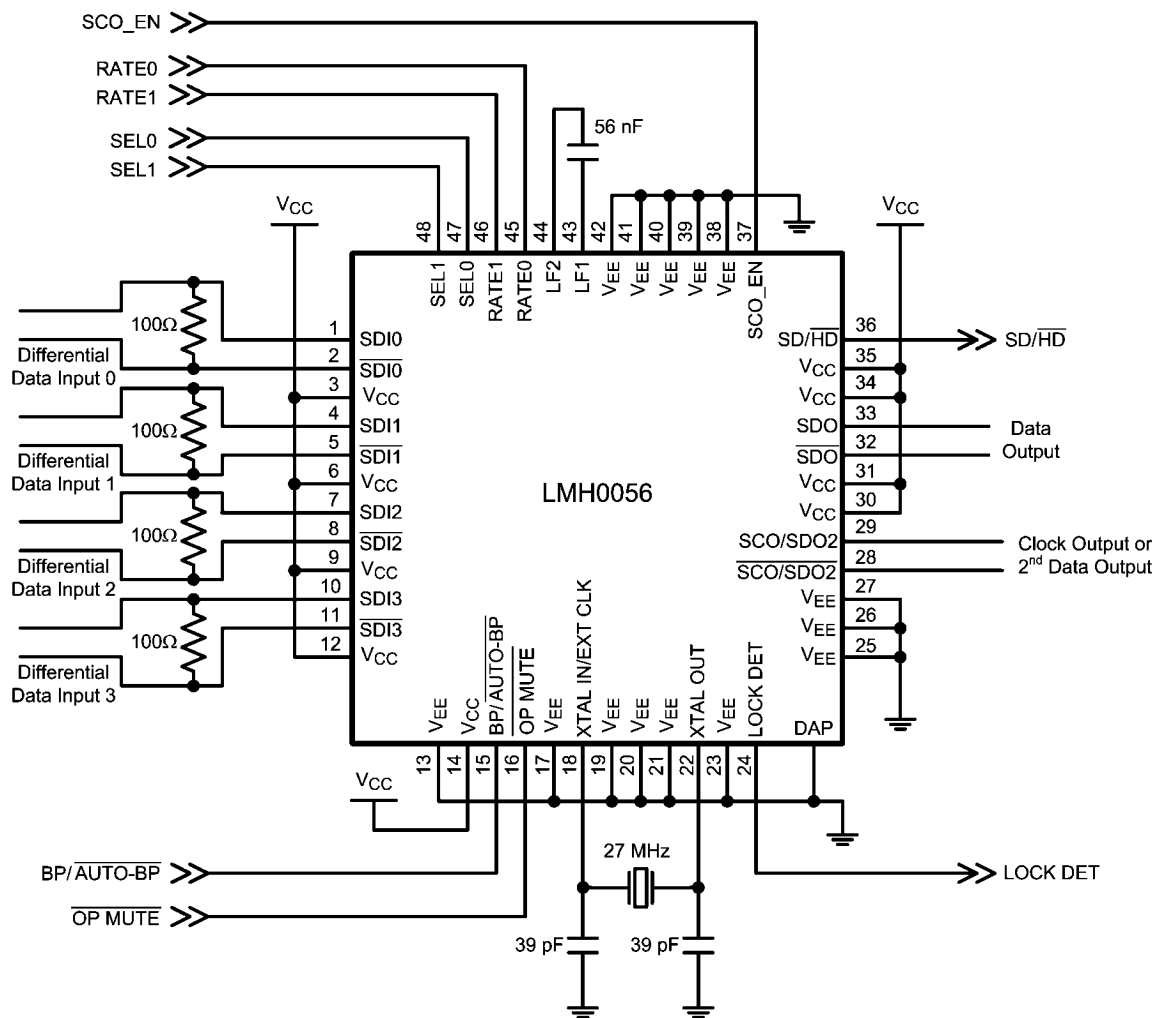 SCO_EN
RATE0
RATE1
SEL0
SEL1
56 nF
VCC
VCC
48 47 46 45 44 43 42 41 40 39 38 37
SEL1 SEL0 RATE1 RATE0 LF2 LF1 VEE VEE VEE VEE VEE SCO_EN
100Ω
Differential
Data Input 0
100Ω
Differential
Data Input 1
100Ω
Differential
Data Input 2
100Ω
Differential
Data Input 3
1 SDI0
2 SDI0
3 VCC
4 SDI1
5 SDI1
6 VCC
7 SDI2
8 SDI2
9 VCC
10 SDI3
11 SDI3
12 VCC
LMH0056
SD/HD 36 SD/HD
VCC 35
VCC 34
SDO 33
SDO 32
Data
Output
VCC 31
VCC 30
SCO/SDO2 29
SCO/SDO2 28
Clock Output or
2nd Data Output
VEE 27
VEE 26
VEE 25
VEE VCC BP/AUTO-BP OP MUTE VEE XTAL IN/EXT CLK VEE VEE VEE XTAL OUT VEE LOCK DET DAP
13 14 15 16 17 18 19 20 21 22 23 24
VCC
BP/AUTO-BP
27 MHz
LOCK DET
OP MUTE
39 pF
39 pF